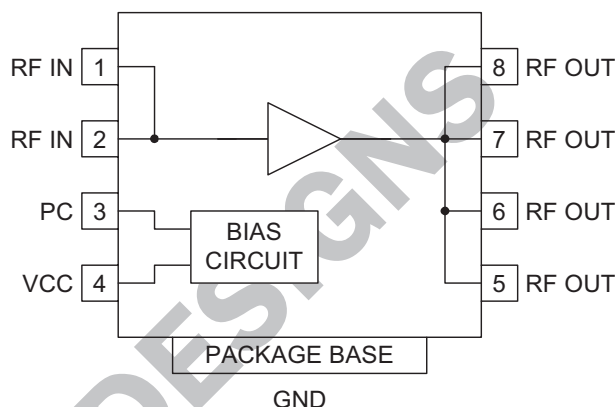 RF IN 1
8 RF OUT
RF IN 2
7 RF OUT
PC 3
6 RF OUT
BIAS
CIRCUIT
VCC 4
5 RF OUT
PACKAGE BASE
GND
DESIGNS